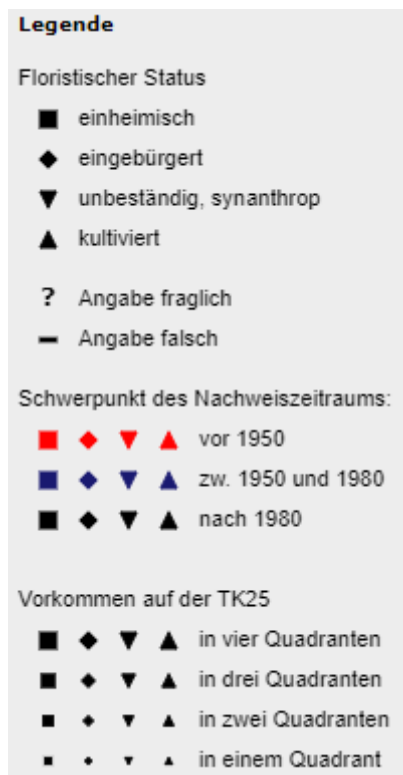 Legende
Floristischer Status
einheimisch
eingebürgert
unbeständig, synanthrop
kultiviert
? Angabe fraglich
– Angabe falsch
Schwerpunkt des Nachweiszeitraums:
vor 1950
zw. 1950 und 1980
nach 1980
Vorkommen auf der TK25
in vier Quadranten
in drei Quadranten
in zwei Quadranten
in einem Quadrant